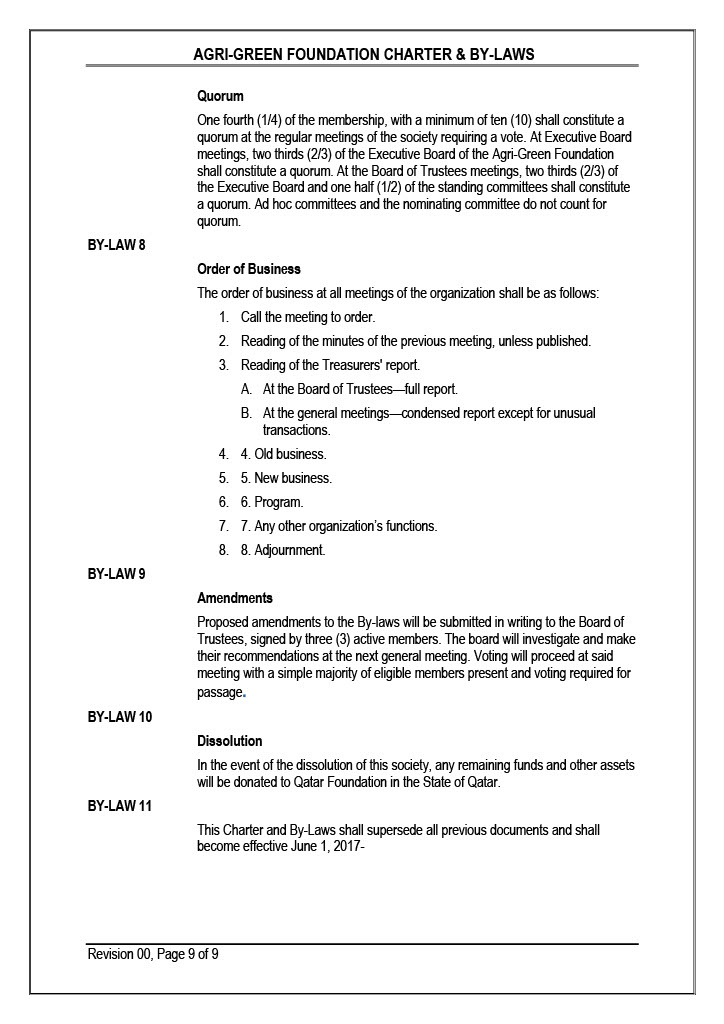 AGRI-GREEN FOUNDATION CHARTER & BY-LAWS
Quorum
One fourth (1/4) of the membership, with a minimum of ten (10) shall constitute a
quorum at the regular meetings of the society requiring a vote. At Executive Board
meetings, two thirds (2/3) of the Executive Board of the Agri-Green Foundation
shall constitute a quorum. At the Board of Trustees meetings, two thirds (2/3) of
the Executive Board and one half (1/2) of the standing committees shall constitute
a quorum. Ad hoc committees and the nominating committee do not count for
quorum.
BY-LAW 8
Order of Business
The order of business at all meetings of the organization shall be as follows:
1. Call the meeting to order.
2. Reading of the minutes of the previous meeting, unless published.
3. Reading of the Treasurers' report.
A. At the Board of Trustees—full report.
B. At the general meetings—condensed report except for unusual
transactions.
4. 4. Old business.
5. 5. New business.
6. 6. Program.
7. 7. Any other organization’s functions.
8. 8. Adjournment.
BY-LAW 9
Amendments
Proposed amendments to the By-laws will be submitted in writing to the Board of
Trustees, signed by three (3) active members. The board will investigate and make
their recommendations at the next general meeting. Voting will proceed at said
meeting with a simple majority of eligible members present and voting required for
passage.
BY-LAW 10
Dissolution
In the event of the dissolution of this society, any remaining funds and other assets
will be donated to Qatar Foundation in the State of Qatar.
BY-LAW 11
This Charter and By-Laws shall supersede all previous documents and shall
become effective June 1, 2017-
Revision 00, Page 9 of 9